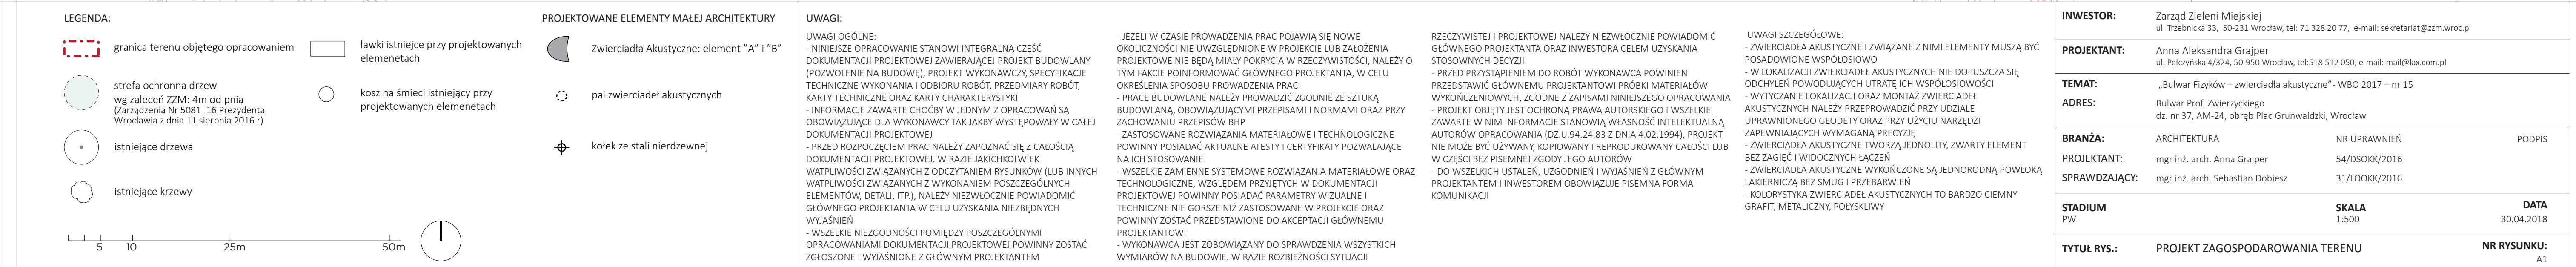 LEGENDA:
granica terenu objętego opracowaniem
strefa ochronna drzew
wg zaleceń ZZM: 4m od pnia
(Zarządzenia Nr 5081_16 Prezydenta
Wrocławia z dnia 11 sierpnia 2016 r)
istniejące drzewa
istniejące krzewy
ławki istniejce przy projektowanych
elemenetach
kosz na śmieci istniejący przy
projektowanych elemenetach
5 10 25m 50m
PROJEKTOWANE ELEMENTY MAŁEJ ARCHITEKTURY
Zwierciadła Akustyczne: element "A" i "B"
pal zwierciadeł akustycznych
kołek ze stali nierdzewnej
UWAGI:
UWAGI OGÓLNE:
- NINIEJSZE OPRACOWANIE STANOWI INTEGRALNĄ CZĘŚĆ
DOKUMENTACJI PROJEKTOWEJ ZAWIERAJĄCEJ PROJEKT BUDOWLANY
(POZWOLENIE NA BUDOWĘ), PROJEKT WYKONAWCZY, SPECYFIKACJE
TECHNICZNE WYKONANIA I ODBIORU ROBÓT, PRZEDMIARY ROBÓT,
KARTY TECHNICZNE ORAZ KARTY CHARAKTERYSTYKI
- INFORMACJE ZAWARTE CHOĆBY W JEDNYM Z OPRACOWAŃ SĄ
OBOWIĄZUJĄCE DLA WYKONAWCY TAK JAKBY WYSTĘPOWAŁY W CAŁEJ
DOKUMENTACJI PROJEKTOWEJ
- PRZED ROZPOCZĘCIEM PRAC NALEŻY ZAPOZNAĆ SIĘ Z CAŁOŚCIĄ
DOKUMENTACJI PROJEKTOWEJ. W RAZIE JAKICHKOLWIEK
WĄTPLIWOŚCI ZWIĄZANYCH Z ODCZYTANIEM RYSUNKÓW (LUB INNYCH
WĄTPLIWOŚCI ZWIĄZANYCH Z WYKONANIEM POSZCZEGÓLNYCH
ELEMENTÓW, DETALI, ITP.), NALEŻY NIEZWŁOCZNIE POWIADOMIĆ
GŁÓWNEGO PROJEKTANTA W CELU UZYSKANIA NIEZBĘDNYCH
WYJAŚNIEŃ
- WSZELKIE NIEZGODNOŚCI POMIĘDZY POSZCZEGÓLNYMI
OPRACOWANIAMI DOKUMENTACJI PROJEKTOWEJ POWINNY ZOSTAĆ
ZGŁOSZONE I WYJAŚNIONE Z GŁÓWNYM PROJEKTANTEM
- JEŻELI W CZASIE PROWADZENIA PRAC POJAWIĄ SIĘ NOWE
OKOLICZNOŚCI NIE UWZGLĘDNIONE W PROJEKCIE LUB ZAŁOŻENIA
PROJEKTOWE NIE BĘDĄ MIAŁY POKRYCIA W RZECZYWISTOŚCI, NALEŻY O
TYM FAKCIE POINFORMOWAĆ GŁÓWNEGO PROJEKTANTA, W CELU
OKREŚLENIA SPOSOBU PROWADZENIA PRAC
- PRACE BUDOWLANE NALEŻY PROWADZIĆ ZGODNIE ZE SZTUKĄ
BUDOWLANĄ, OBOWIĄZUJĄCYMI PRZEPISAMI I NORMAMI ORAZ PRZY
ZACHOWANIU PRZEPISÓW BHP
- ZASTOSOWANE ROZWIĄZANIA MATERIAŁOWE I TECHNOLOGICZNE
POWINNY POSIADAĆ AKTUALNE ATESTY I CERTYFIKATY POZWALAJĄCE
NA ICH STOSOWANIE
- WSZELKIE ZAMIENNE SYSTEMOWE ROZWIĄZANIA MATERIAŁOWE ORAZ
TECHNOLOGICZNE, WZGLĘDEM PRZYJĘTYCH W DOKUMENTACJI
PROJEKTOWEJ POWINNY POSIADAĆ PARAMETRY WIZUALNE I
TECHNICZNE NIE GORSZE NIŻ ZASTOSOWANE W PROJEKCIE ORAZ
POWINNY ZOSTAĆ PRZEDSTAWIONE DO AKCEPTACJI GŁÓWNEMU
PROJEKTANTOWI
- WYKONAWCA JEST ZOBOWIĄZANY DO SPRAWDZENIA WSZYSTKICH
WYMIARÓW NA BUDOWIE. W RAZIE ROZBIEŻNOŚCI SYTUACJI
RZECZYWISTEJ I PROJEKTOWEJ NALEŻY NIEZWŁOCZNIE POWIADOMIĆ
GŁÓWNEGO PROJEKTANTA ORAZ INWESTORA CELEM UZYSKANIA
STOSOWNYCH DECYZJI
- PRZED PRZYSTĄPIENIEM DO ROBÓT WYKONAWCA POWINIEN
PRZEDSTAWIĆ GŁÓWNEMU PROJEKTANTOWI PRÓBKI MATERIAŁÓW
WYKOŃCZENIOWYCH, ZGODNE Z ZAPISAMI NINIEJSZEGO OPRACOWANIA
- PROJEKT OBJĘTY JEST OCHRONĄ PRAWA AUTORSKIEGO I WSZELKIE
ZAWARTE W NIM INFORMACJE STANOWIĄ WŁASNOŚĆ INTELEKTUALNĄ
AUTORÓW OPRACOWANIA (DZ.U.94.24.83 Z DNIA 4.02.1994), PROJEKT
NIE MOŻE BYĆ UŻYWANY, KOPIOWANY I REPRODUKOWANY CAŁOŚCI LUB
W CZĘŚCI BEZ PISEMNEJ ZGODY JEGO AUTORÓW
- DO WSZELKICH USTALEŃ, UZGODNIEŃ I WYJAŚNIEŃ Z GŁÓWNYM
PROJEKTANTEM I INWESTOREM OBOWIĄZUJE PISEMNA FORMA
KOMUNIKACJI
UWAGI SZCZEGÓŁOWE:
- ZWIERCIADŁA AKUSTYCZNE I ZWIĄZANE Z NIMI ELEMENTY MUSZĄ BYĆ
POSADOWIONE WSPÓŁOSIOWO
- W LOKALIZACJI ZWIERCIADEŁ AKUSTYCZNYCH NIE DOPUSZCZA SIĘ
ODCHYLEŃ POWODUJĄCYCH UTRATĘ ICH WSPÓŁOSIOWOŚCI
- WYTYCZANIE LOKALIZACJI ORAZ MONTAŻ ZWIERCIADEŁ
AKUSTYCZNYCH NALEŻY PRZEPROWADZIĆ PRZY UDZIALE
UPRAWNIONEGO GEODETY ORAZ PRZY UŻYCIU NARZĘDZI
ZAPEWNIAJĄCYCH WYMAGANĄ PRECYZJĘ
- ZWIERCIADŁA AKUSTYCZNE TWORZĄ JEDNOLITY, ZWARTY ELEMENT
BEZ ZAGIĘĆ I WIDOCZNYCH ŁĄCZEŃ
- ZWIERCIADŁA AKUSTYCZNE WYKOŃCZONE SĄ JEDNORODNĄ POWŁOKĄ
LAKIERNICZĄ BEZ SMUG I PRZEBARWIEŃ
- KOLORYSTYKA ZWIERCIADEŁ AKUSTYCZNYCH TO BARDZO CIEMNY
GRAFIT, METALICZNY, POŁYSKLIWY
INWESTOR: Zarząd Zieleni Miejskiej
ul. Trzebnicka 33, 50-231 Wrocław, tel: 71 328 20 77, e-mail: sekretariat@zzm.wroc.pl
PROJEKTANT: Anna Aleksandra Grajper
ul. Pełczyńska 4/324, 50-950 Wrocław, tel:518 512 050, e-mail: mail@lax.com.pl
TEMAT: „Bulwar Fizyków – zwierciadła akustyczne"- WBO 2017 – nr 15
ADRES: Bulwar Prof. Zwierzyckiego
dz. nr 37, AM-24, obręb Plac Grunwaldzki, Wrocław
BRANŻA: ARCHITEKTURA NR UPRAWNIEŃ PODPIS
PROJEKTANT: mgr inż. arch. Anna Grajper 54/DSOKK/2016
SPRAWDZAJĄCY: mgr inż. arch. Sebastian Dobiesz 31/LOOKK/2016
STADIUM SKALA DATA
PW 1:500 30.04.2018
TYTUŁ RYS.: PROJEKT ZAGOSPODAROWANIA TERENU NR RYSUNKU:
A1